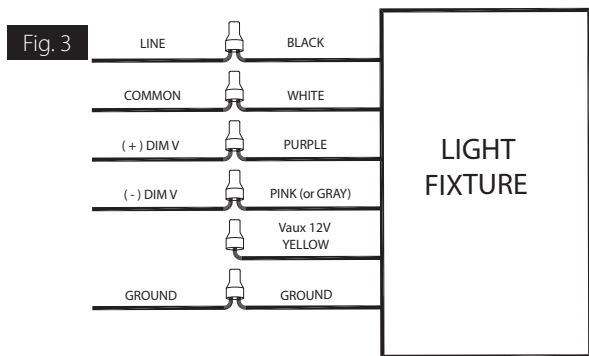 Fig. 3
LINE BLACK
COMMON WHITE
( + ) DIM V PURPLE
( - ) DIM V PINK (or GRAY)
Vaux 12V
YELLOW
GROUND GROUND
LIGHT
FIXTURE